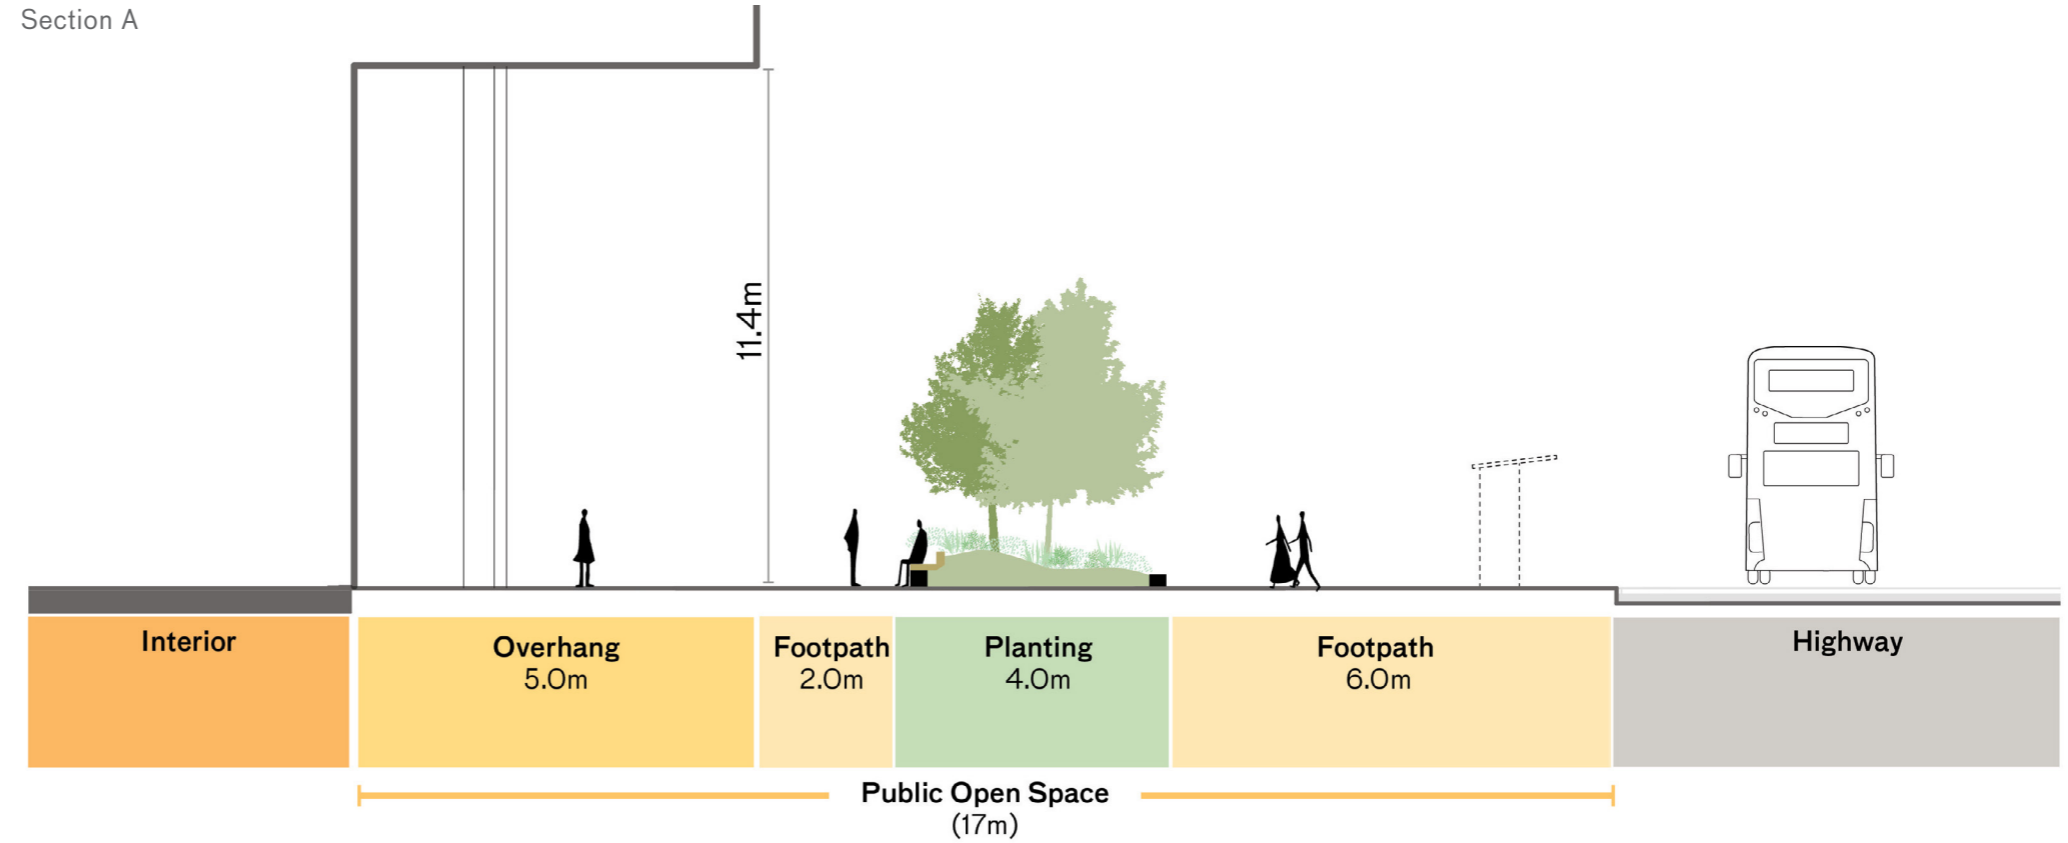 Section A
11.4m
Interior
Overhang
5.0m
Footpath
2.0m
Planting
4.0m
Footpath
6.0m
Highway
Public Open Space
(17m)